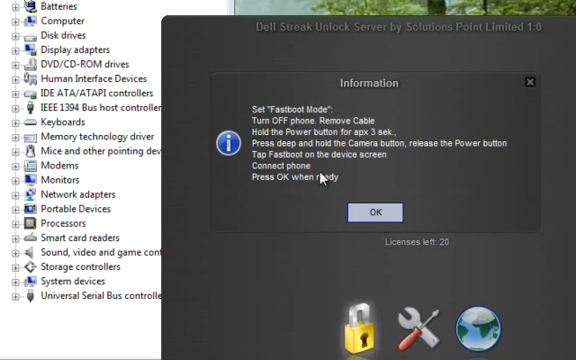 Batteries
Computer
Disk drives
Display adapters
DVD/CD-ROM drives
Human Interface Devices
IDE ATA/ATAPI controllers
IEEE 1394 Bus host controller
Keyboards
Memory technology driver
Mice and other pointing dev
Modems
Monitors
Network adapters
Portable Devices
Processors
Smart card readers
Sound, video and game cont
Storage controllers
System devices
Universal Serial Bus controlle
Dell Streak Unlock Server by Solutions Point Limited 1:0
Information
Set "Fastboot Mode":
Turn OFF phone. Remove Cable
Hold the Power button for apx 3 sek.,
Press deep and hold the Camera button, release the Power button
Tap Fastboot on the device screen
Connect phone
Press OK when ready
OK
Licenses left: 20